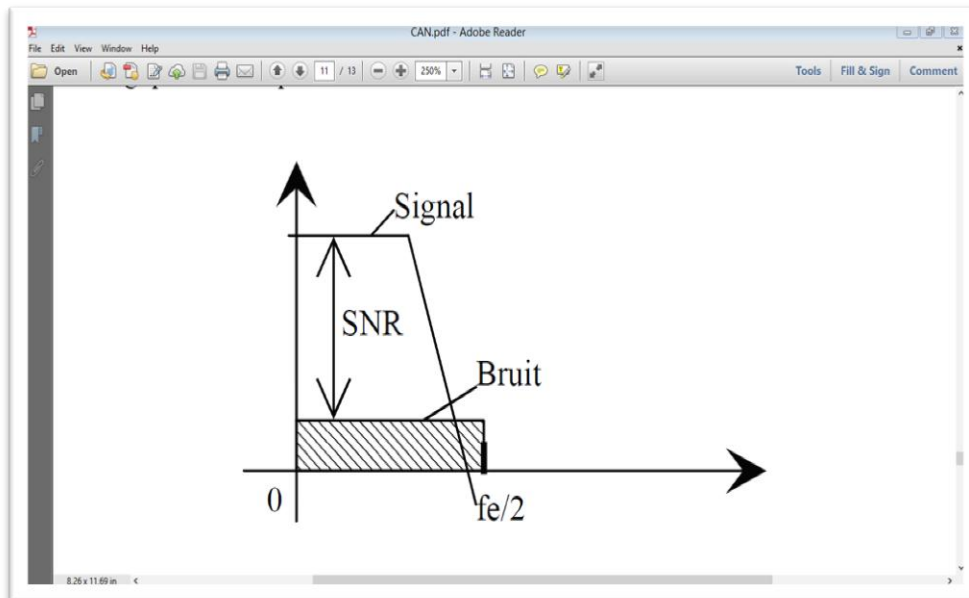 CAN.pdf - Adobe Reader
File Edit View Window Help
Open 11 / 13 250% Tools Fill & Sign Comment
Signal
SNR
Bruit
0 fe/2
8.26 x 11.69 in